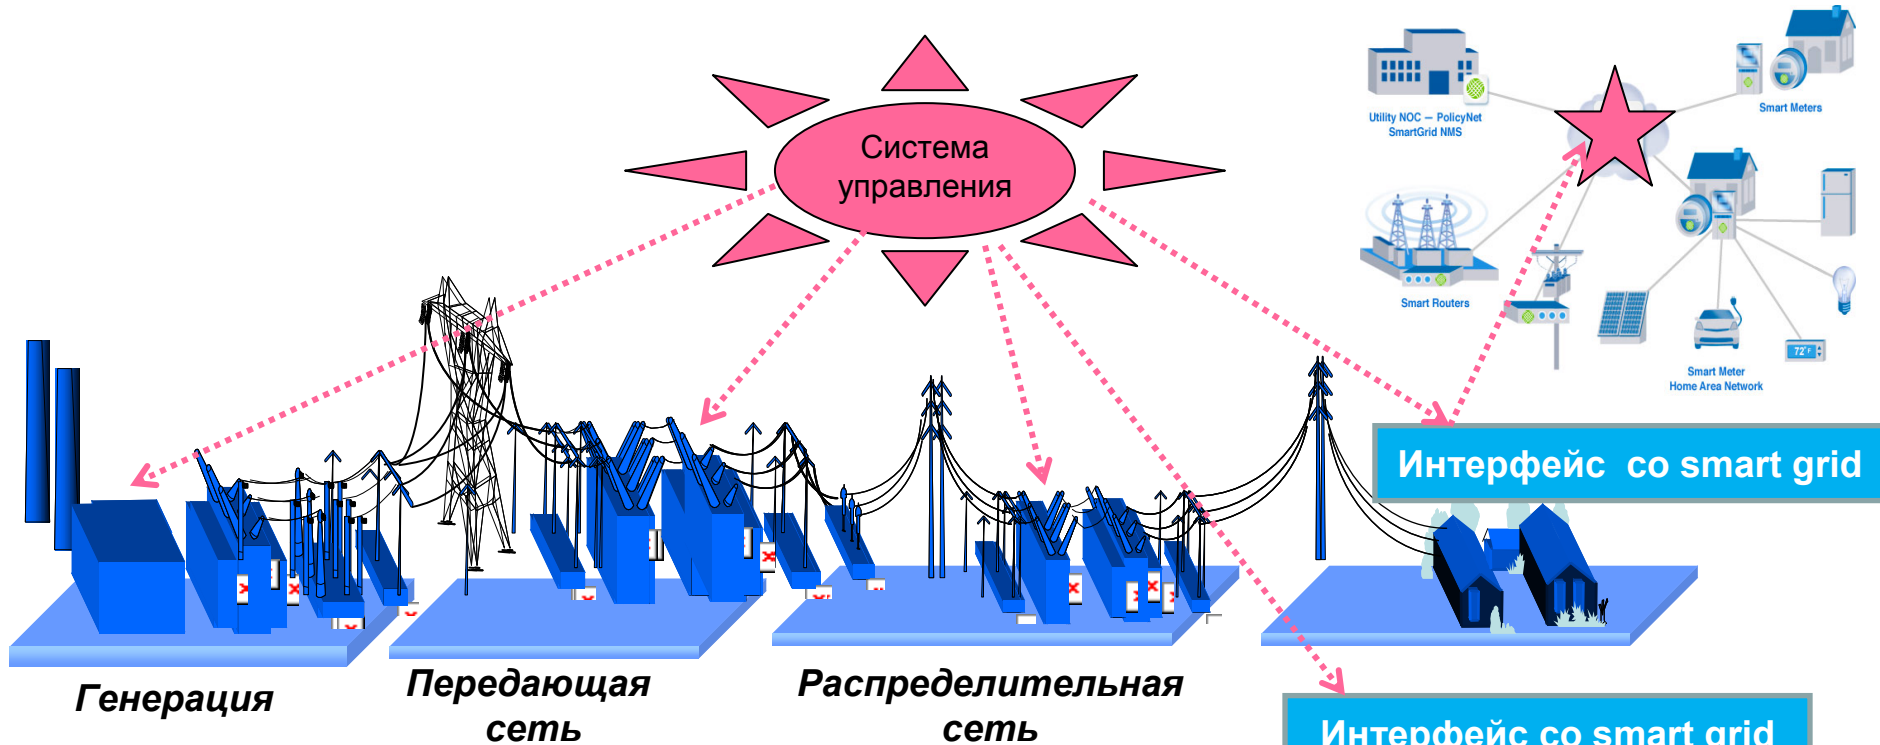 Система
управления
Utility NOC — PolicyNet
SmartGrid NMS
Smart Meters
Smart Routers
72°F
Smart Meter
Home Area Network
Интерфейс со smart grid
Генерация
Передающая
сеть
Распределительная
сеть
Интерфейс со smart grid